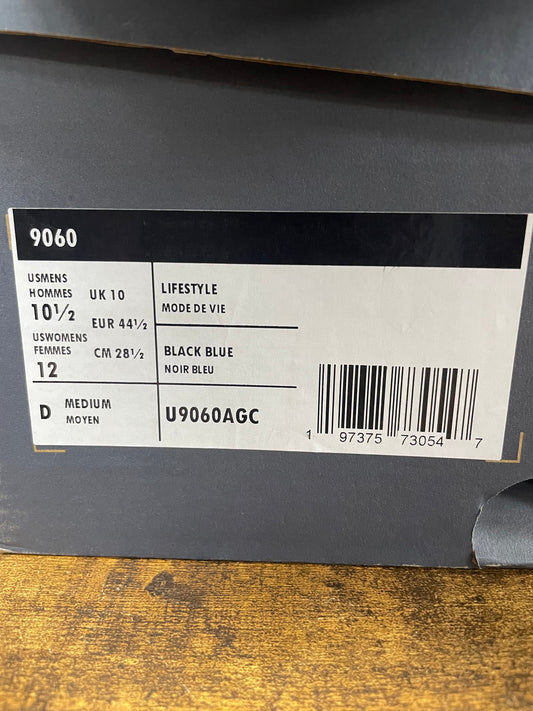 9060
USMENS
HOMMES
10½
UK 10
EUR 44½
USWOMENS
FEMMES
12
CM 28½
LIFESTYLE
MODE DE VIE
BLACK BLUE
NOIR BLEU
D MEDIUM
MOYEN
U9060AGC
1 97375 73054 7